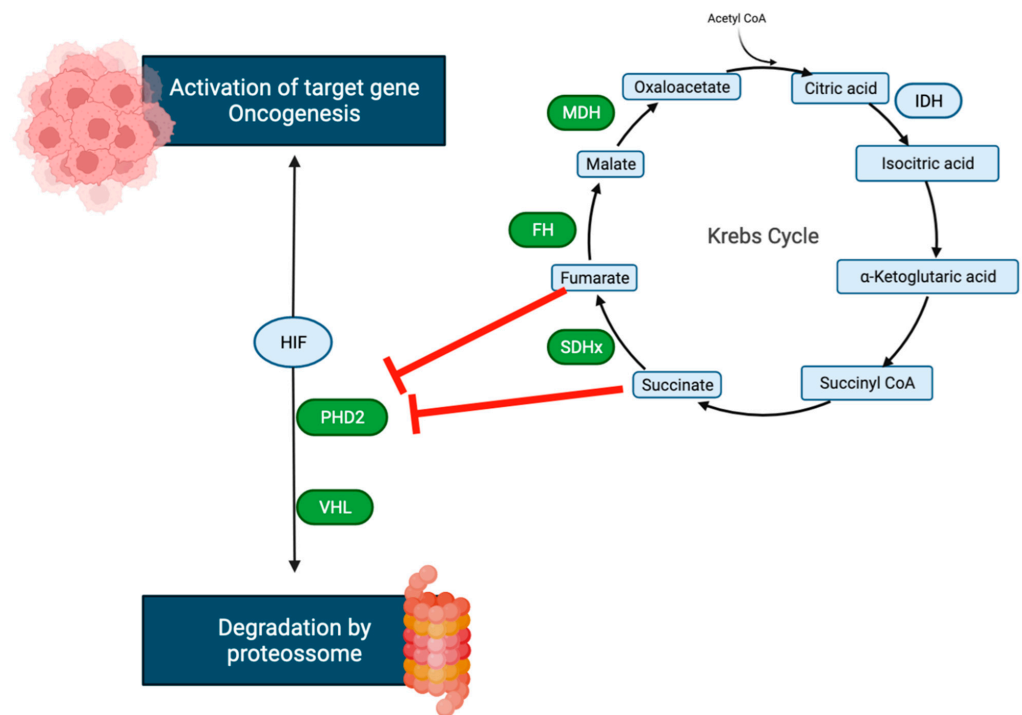 Activation of target gene
Oncogenesis
HIF
PHD2
VHL
Degradation by
proteossome
Acetyl CoA
Oxaloacetate
Citric acid
MDH
IDH
Malate
Isocitric acid
FH
Krebs Cycle
Fumarate
α-Ketoglutaric acid
SDHx
Succinate
Succinyl CoA